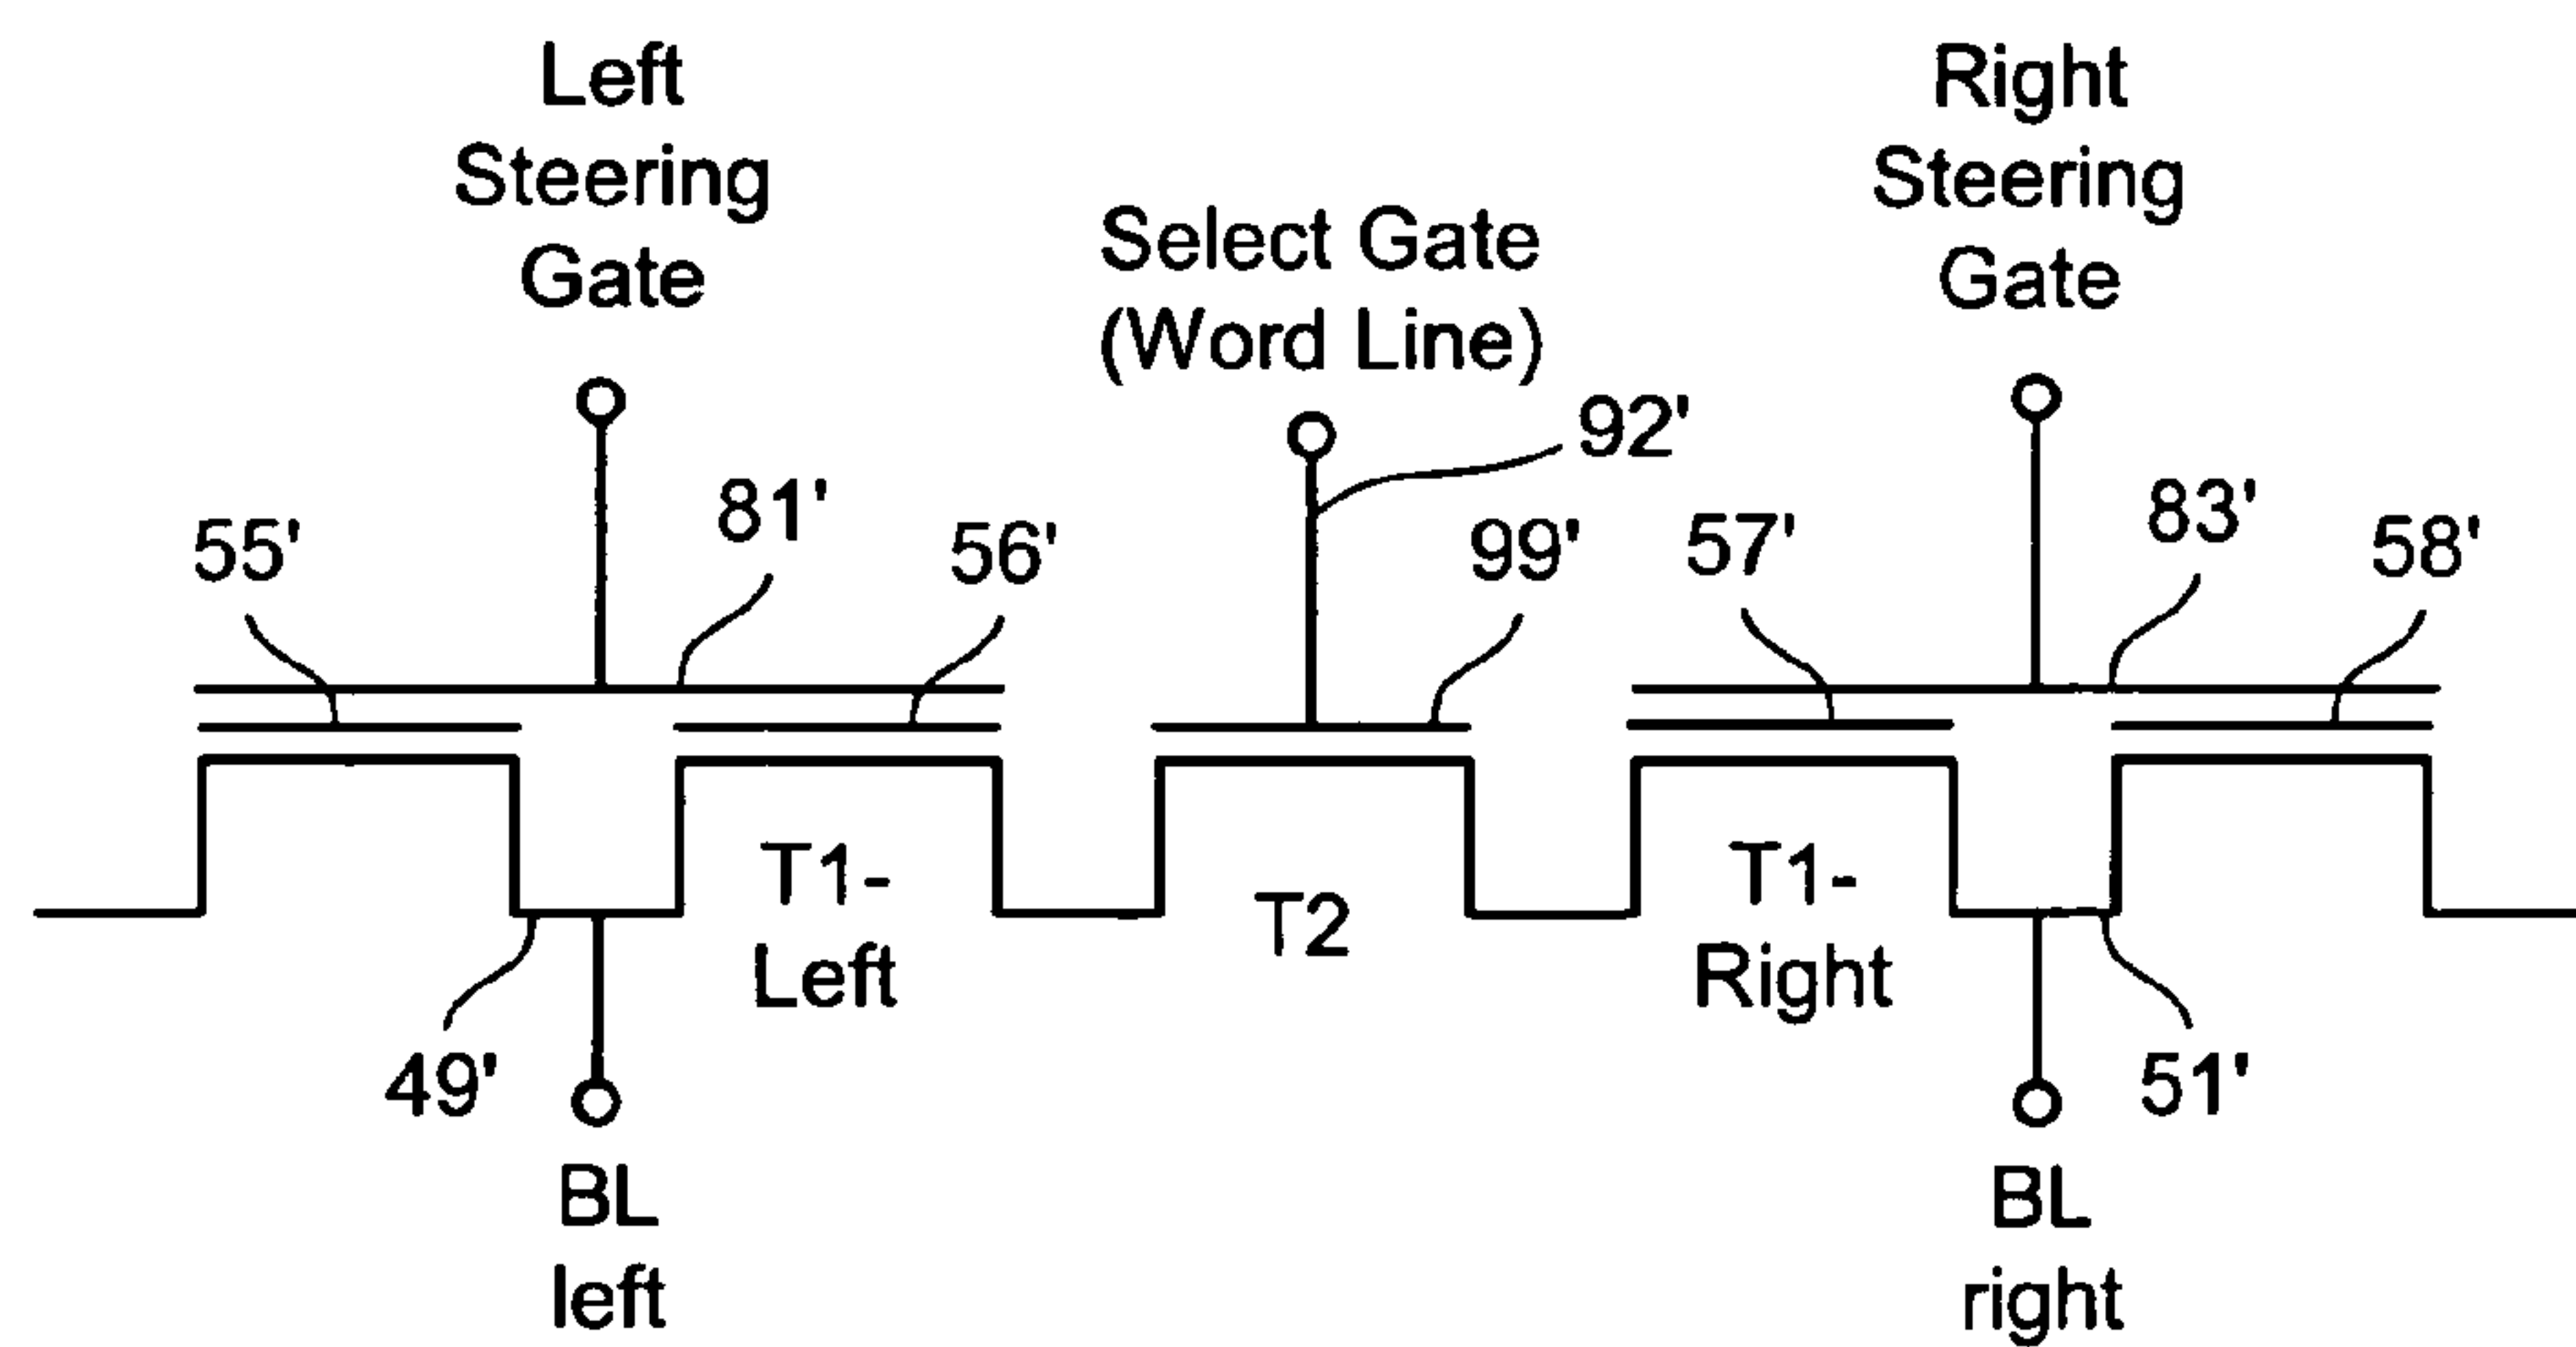 Left
Steering
Gate
Right
Steering
Gate
Select Gate
(Word Line)
92'
81'
83'
55'
56'
99'
57'
58'
T1-
Left
T2
T1-
Right
49'
51'
BL
left
BL
right